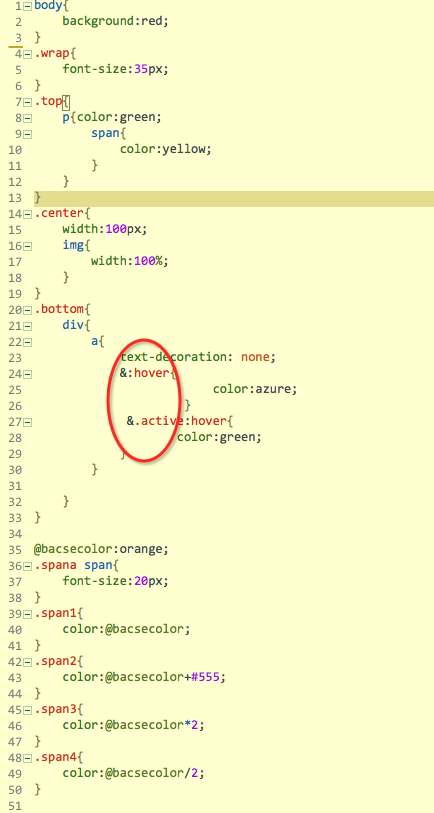 1 body{
2 background:red;
3 }
4 .wrap{
5 font-size:35px;
6 }
7 .top{
8 p{color:green;
9 span{
10 color:yellow;
11 }
12 }
13 }
14 .center{
15 width:100px;
16 img{
17 width:100%;
18 }
19 }
20 .bottom{
21 div{
22 a{
23 text-decoration: none;
24 &:hover{
25 color:azure;
26 }
27 &.active:hover{
28 color:green;
29 }
30 }
31
32 }
33 }
34
35 @bacsecolor:orange;
36 .spana span{
37 font-size:20px;
38 }
39 .span1{
40 color:@bacsecolor;
41 }
42 .span2{
43 color:@bacsecolor+#555;
44 }
45 .span3{
46 color:@bacsecolor*2;
47 }
48 .span4{
49 color:@bacsecolor/2;
50 }
51